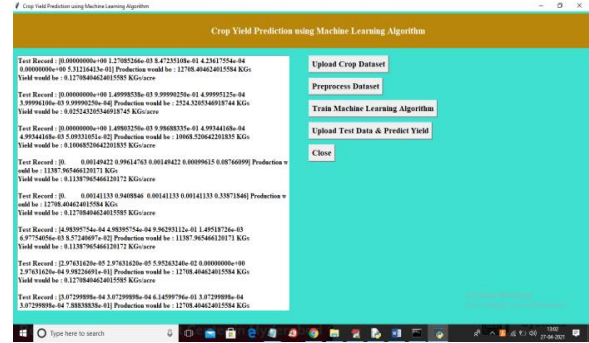 Crop Yield Prediction using Machine Learning Algorithm
Crop Yield Prediction using Machine Learning Algorithm
Test Record : [0.00000000e+00 1.27085266e-03 8.47235108e-01 4.23617554e-04
0.00000000e+00 5.31216413e-01] Production would be : 12708.404624015584 KGs
Yield would be : 0.12708404624015585 KGs/acre
Test Record : [0.00000000e+00 1.49998538e-03 9.99990250e-01 4.99995125e-04
3.99996100e-03 9.99990250e-04] Production would be : 2524.3205346918744 KGs
Yield would be : 0.025243205346918745 KGs/acre
Test Record : [0.00000000e+00 1.49803250e-03 9.98688335e-01 4.99344168e-04
4.99344168e-03 5.09331051e-02] Production would be : 10068.520642201835 KGs
Yield would be : 0.10068520642201835 KGs/acre
Test Record : [0. 0.00149422 0.99614763 0.00149422 0.00099615 0.08766099] Production w
ould be : 11387.965466120171 KGs
Yield would be : 0.11387965466120172 KGs/acre
Test Record : [0. 0.00141133 0.9408846 0.00141133 0.00141133 0.33871846] Production w
ould be : 12708.404624015584 KGs
Yield would be : 0.12708404624015585 KGs/acre
Test Record : [4.98395754e-04 4.98395754e-04 9.96293112e-01 1.49518726e-03
6.97754056e-03 8.57240697e-02] Production would be : 11387.965466120171 KGs
Yield would be : 0.11387965466120172 KGs/acre
Test Record : [2.97631620e-05 2.97631620e-05 5.95263240e-02 0.00000000e+00
2.97631620e-04 9.98226691e-01] Production would be : 12708.404624015584 KGs
Yield would be : 0.12708404624015585 KGs/acre
Test Record : [3.07299898e-04 3.07299898e-04 6.14599796e-01 3.07299898e-04
3.07299898e-04 7.88838838e-01] Production would be : 12708.404624015584 KGs
Upload Crop Dataset
Preprocess Dataset
Train Machine Learning Algorithm
Upload Test Data & Predict Yield
Close
Type here to search
13:02
27-04-2021